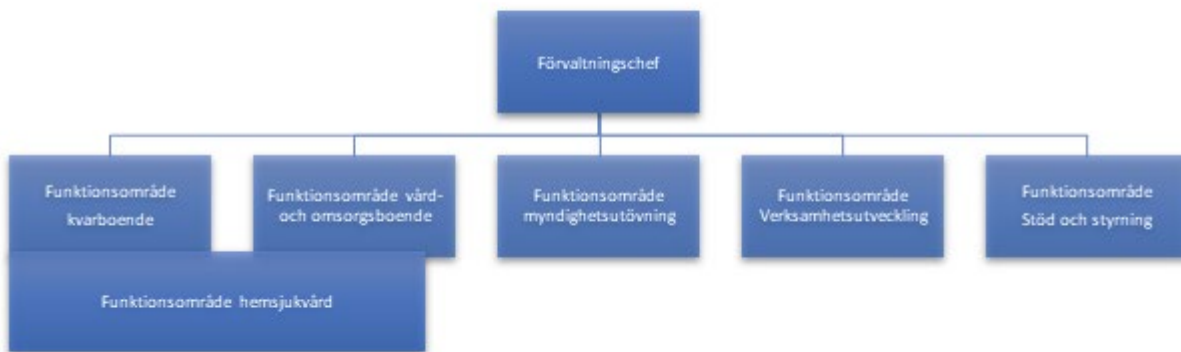 Förvaltningschef
Funktionsområde
kvarboende
Funktionsområde vård-
och omsorgsboende
Funktionsområde
myndighetsutövning
Funktionsområde
Verksamhetsutveckling
Funktionsområde
Stöd och styrning
Funktionsområde hemsjukvård